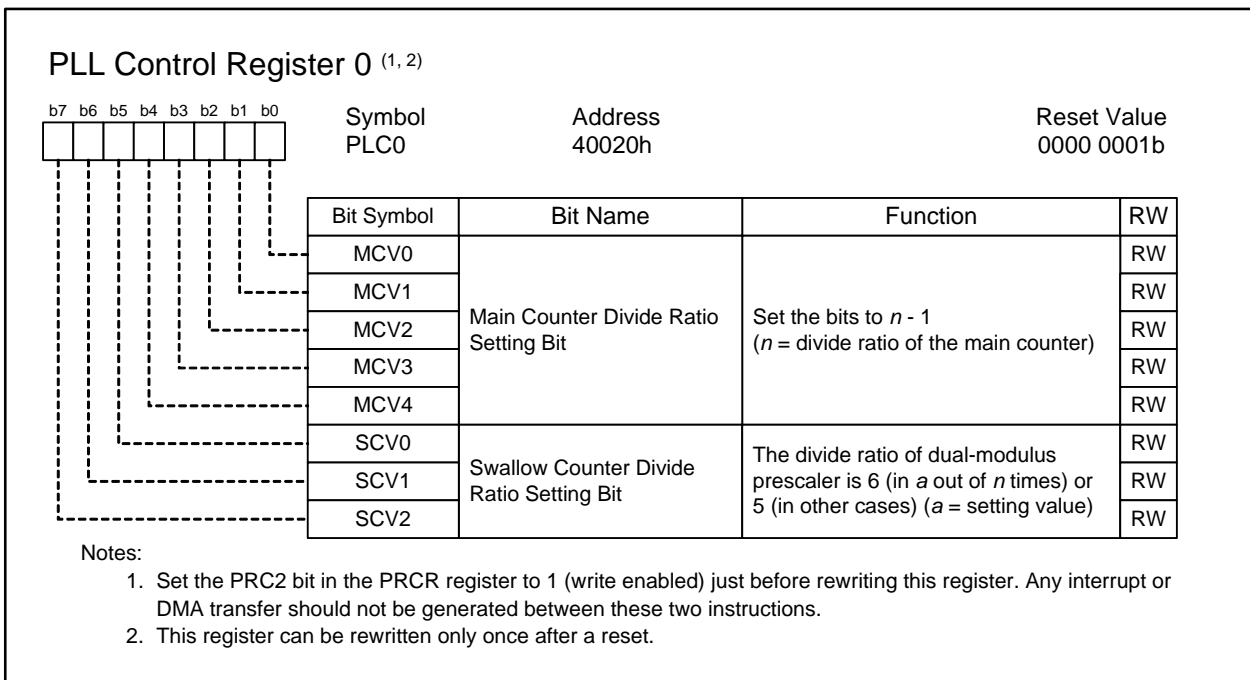 PLL Control Register 0 (1, 2)
b7 b6 b5 b4 b3 b2 b1 b0
Symbol Address Reset Value
PLC0 40020h 0000 0001b
Bit Symbol Bit Name Function RW
MCV0 RW
MCV1 RW
MCV2 RW
MCV3 RW
MCV4 RW
Main Counter Divide Ratio
Setting Bit
Set the bits to n - 1
(n = divide ratio of the main counter)
SCV0 RW
SCV1 RW
SCV2 RW
Swallow Counter Divide
Ratio Setting Bit
The divide ratio of dual-modulus
prescaler is 6 (in a out of n times) or
5 (in other cases) (a = setting value)
Notes:
1. Set the PRC2 bit in the PRCR register to 1 (write enabled) just before rewriting this register. Any interrupt or
DMA transfer should not be generated between these two instructions.
2. This register can be rewritten only once after a reset.